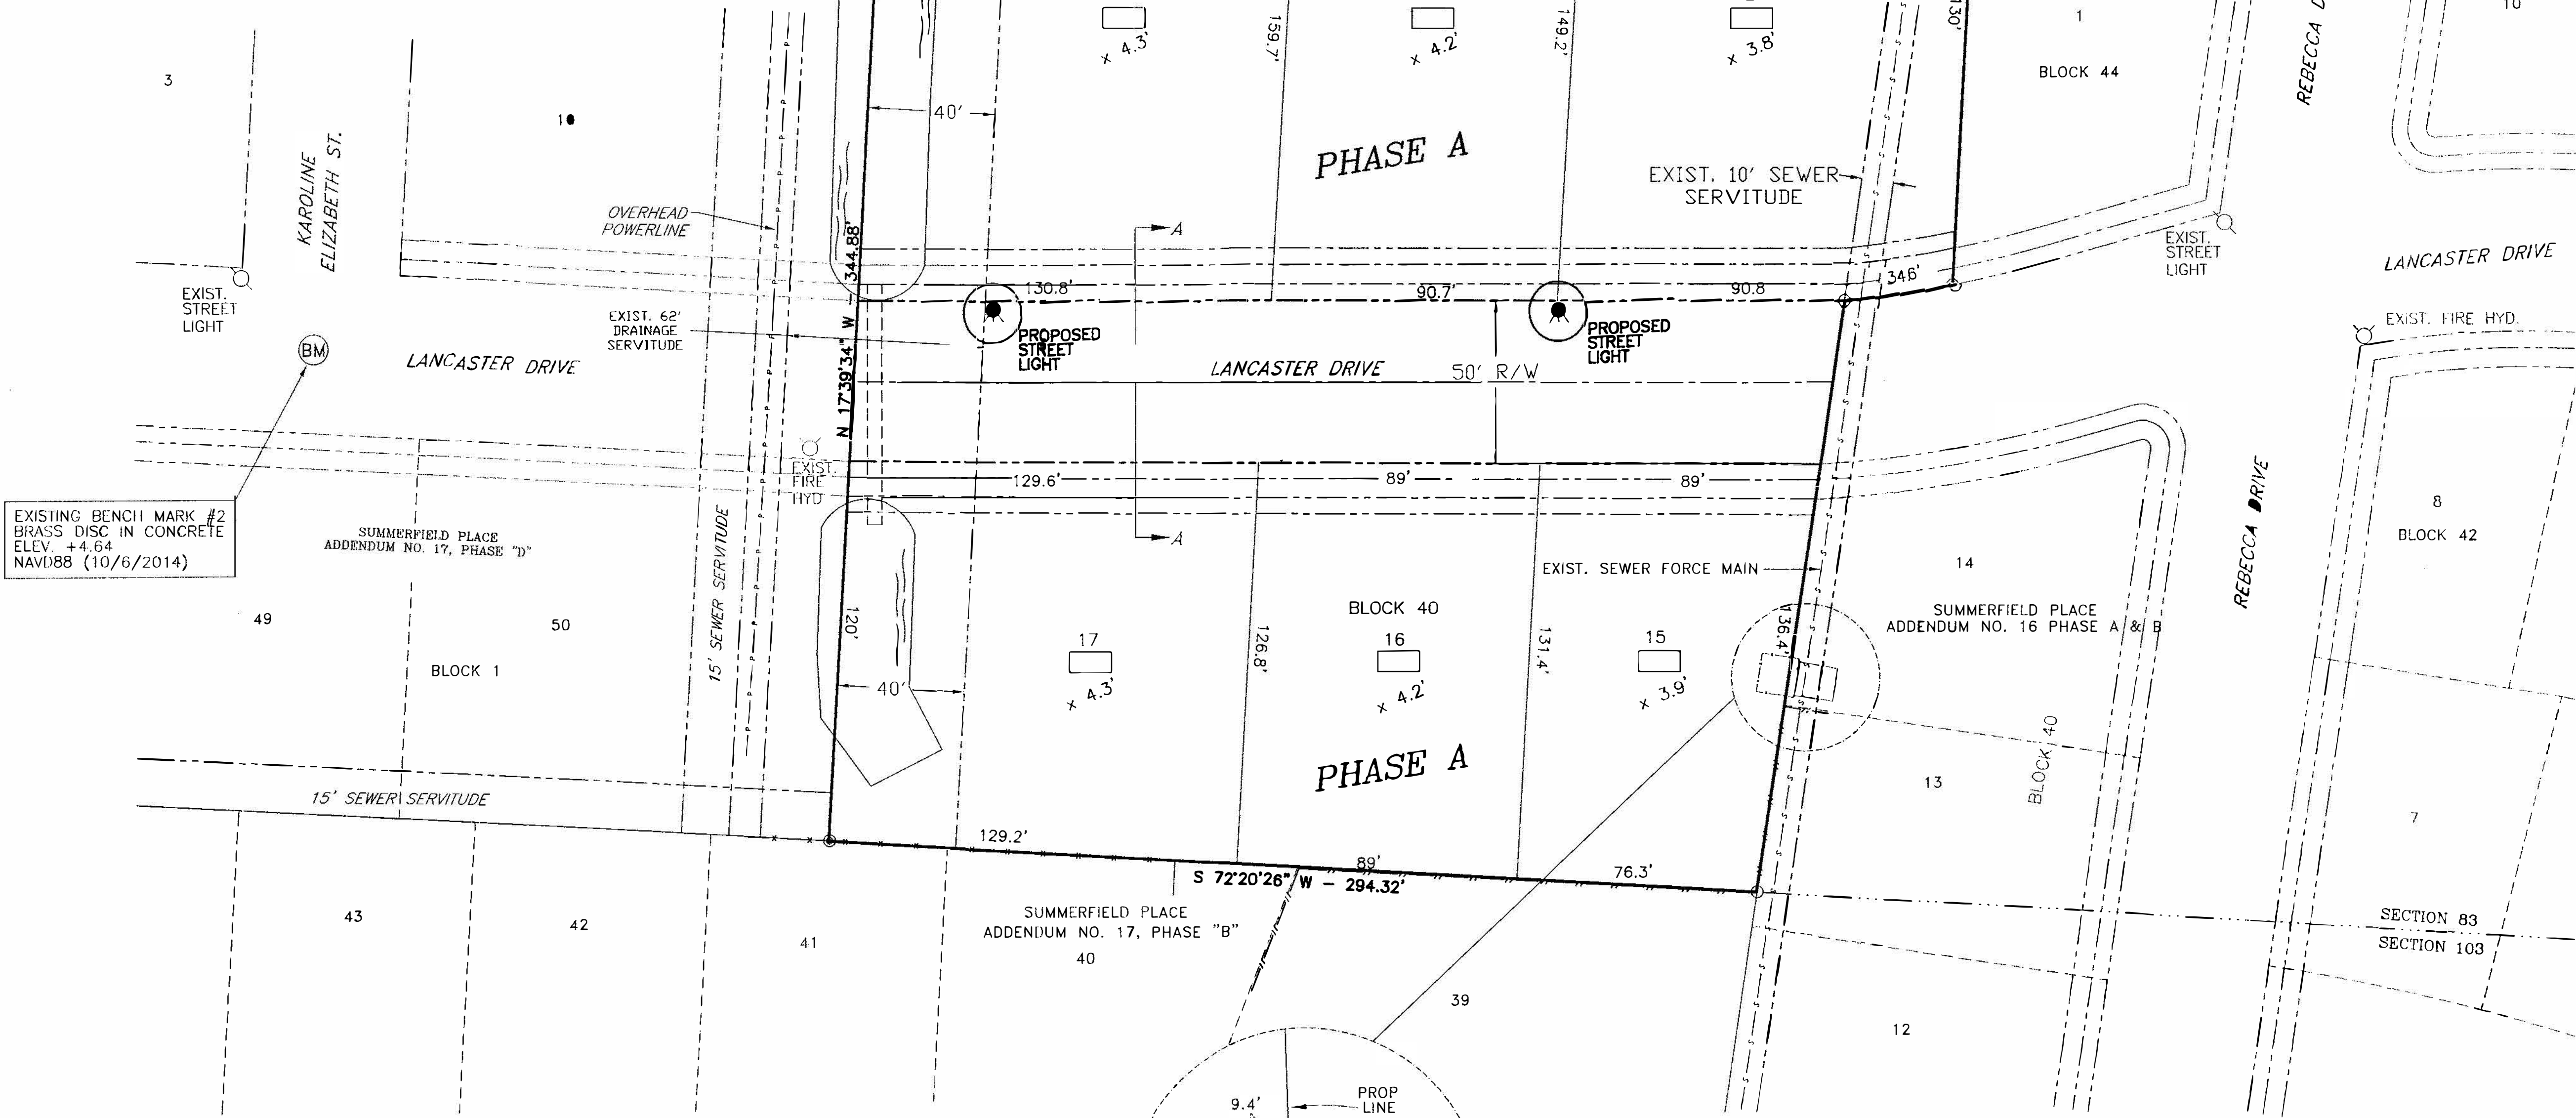 159.7'
149.2'
130'
× 4.3'
× 4.2'
× 3.8'
3
1
10
BLOCK 44
REBECCA
40'
PHASE A
KAROLINE
ELIZABETH ST.
OVERHEAD
POWERLINE
EXIST. 10' SEWER
SERVITUDE
A
344.88'
N 17°39'34" W
130.8'
90.7'
90.8
346'
EXIST.
STREET
LIGHT
EXIST.
STREET
LIGHT
LANCASTER DRIVE
EXIST. 62'
DRAINAGE
SERVITUDE
PROPOSED
STREET
LIGHT
PROPOSED
STREET
LIGHT
EXIST. FIRE HYD.
BM
LANCASTER DRIVE
LANCASTER DRIVE
50' R/W
EXIST.
FIRE
HYD
129.6'
89'
89'
A
EXISTING BENCH MARK #2
BRASS DISC IN CONCRETE
ELEV. +4.64
NAVD88 (10/6/2014)
SUMMERFIELD PLACE
ADDENDUM NO. 17, PHASE "D"
15' SEWER SERVITUDE
EXIST. SEWER FORCE MAIN
14
REBECCA DRIVE
8
BLOCK 42
49
50
BLOCK 1
120'
BLOCK 40
17
× 4.3'
126.8'
16
× 4.2'
131.4'
15
× 3.9'
136.4'
SUMMERFIELD PLACE
ADDENDUM NO. 16 PHASE A & B
40'
PHASE A
13
BLOCK 40
7
15' SEWER SERVITUDE
129.2'
89'
76.3'
S 72°20'26" W - 294.32'
43
42
41
SUMMERFIELD PLACE
ADDENDUM NO. 17, PHASE "B"
40
39
12
SECTION 83
SECTION 103
9.4'
PROP
LINE